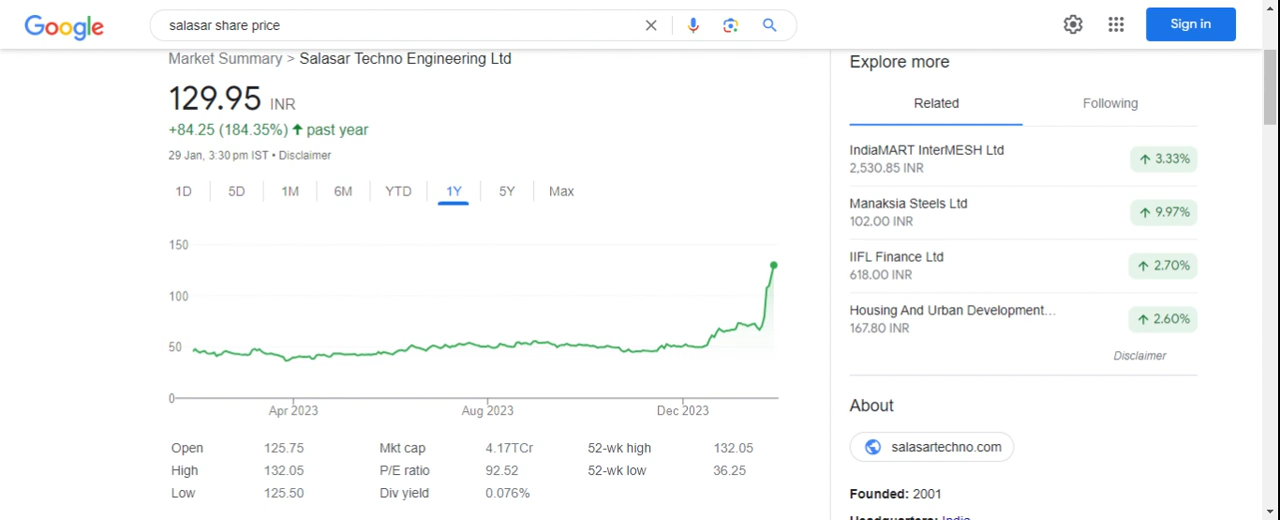 Google
salasar share price
Sign in
Market Summary > Salasar Techno Engineering Ltd
129.95 INR
+84.25 (184.35%) ↑ past year
29 Jan, 3:30 pm IST • Disclaimer
1D 5D 1M 6M YTD 1Y 5Y Max
150
100
50
0
Apr 2023 Aug 2023 Dec 2023
Open 125.75 Mkt cap 4.17TCr 52-wk high 132.05
High 132.05 P/E ratio 92.52 52-wk low 36.25
Low 125.50 Div yield 0.076%
Explore more
Related Following
IndiaMART InterMESH Ltd
2,530.85 INR ↑ 3.33%
Manaksia Steels Ltd
102.00 INR ↑ 9.97%
IIFL Finance Ltd
618.00 INR ↑ 2.70%
Housing And Urban Development...
167.80 INR ↑ 2.60%
Disclaimer
About
salasartechno.com
Founded: 2001
Headquarters: India